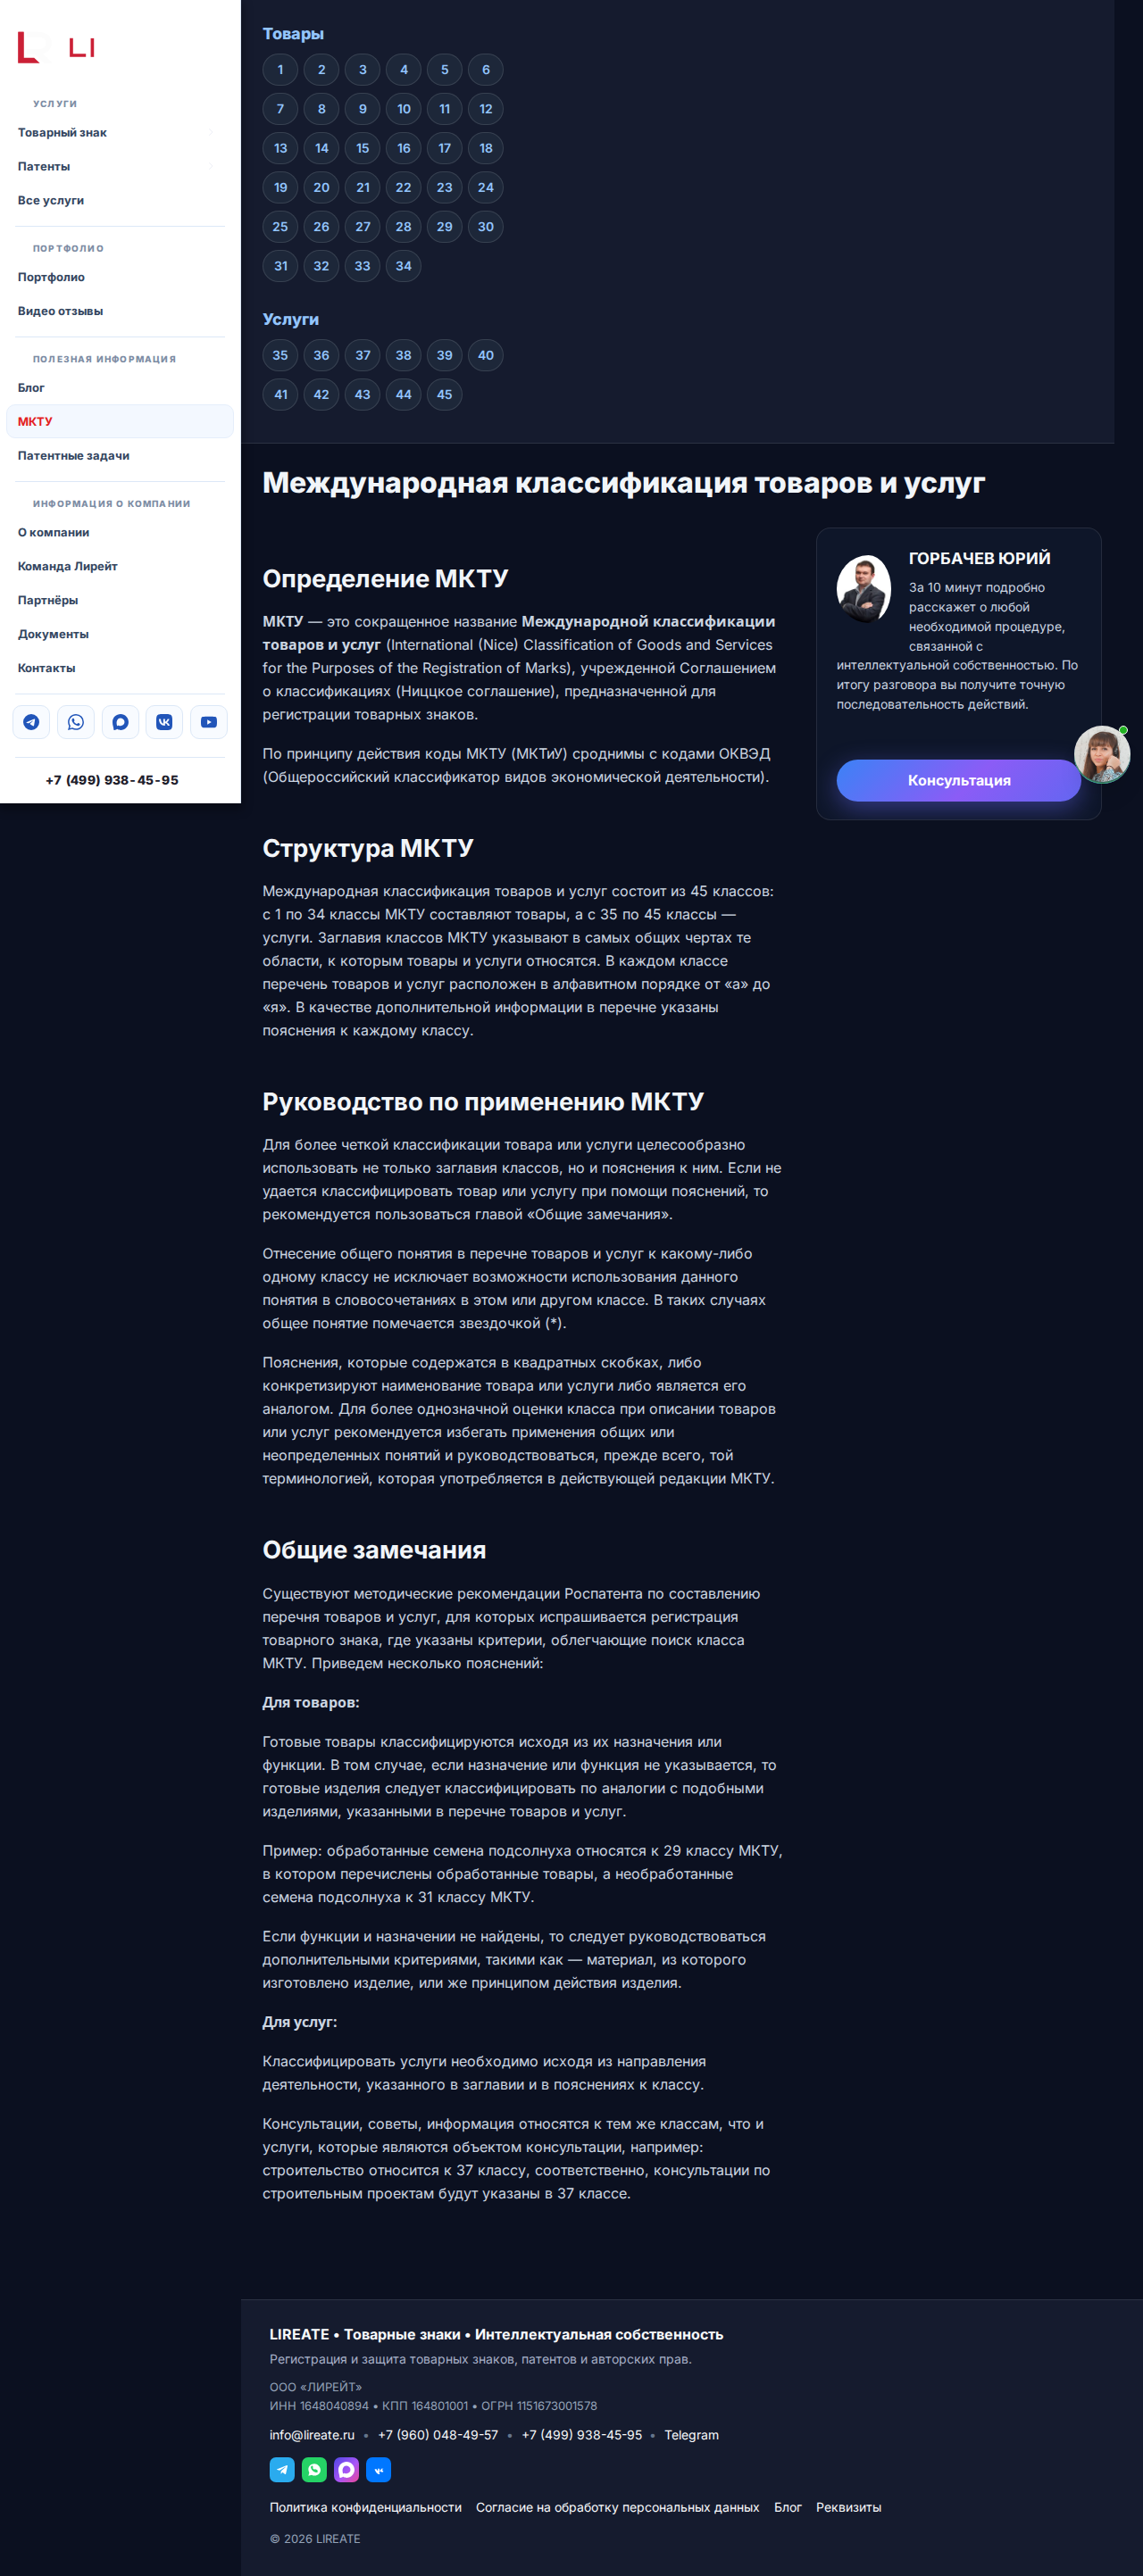 LI
УСЛУГИ
Товарный знак
Патенты
Все услуги
ПОРТФОЛИО
Портфолио
Видео отзывы
ПОЛЕЗНАЯ ИНФОРМАЦИЯ
Блог
МКТУ
Патентные задачи
ИНФОРМАЦИЯ О КОМПАНИИ
О компании
Команда Лирейт
Партнёры
Документы
Контакты
+7 (499) 938-45-95
Товары
1 2 3 4 5 6
7 8 9 10 11 12
13 14 15 16 17 18
19 20 21 22 23 24
25 26 27 28 29 30
31 32 33 34
Услуги
35 36 37 38 39 40
41 42 43 44 45
Международная классификация товаров и услуг
Определение МКТУ
МКТУ — это сокращенное название Международной классификации
товаров и услуг (International (Nice) Classification of Goods and Services
for the Purposes of the Registration of Marks), учрежденной Соглашением
о классификациях (Ниццкое соглашение), предназначенной для
регистрации товарных знаков.
По принципу действия коды МКТУ (МКТиУ) сроднимы с кодами ОКВЭД
(Общероссийский классификатор видов экономической деятельности).
Структура МКТУ
Международная классификация товаров и услуг состоит из 45 классов:
с 1 по 34 классы МКТУ составляют товары, а с 35 по 45 классы —
услуги. Заглавия классов МКТУ указывают в самых общих чертах те
области, к которым товары и услуги относятся. В каждом классе
перечень товаров и услуг расположен в алфавитном порядке от «а» до
«я». В качестве дополнительной информации в перечне указаны
пояснения к каждому классу.
Руководство по применению МКТУ
Для более четкой классификации товара или услуги целесообразно
использовать не только заглавия классов, но и пояснения к ним. Если не
удается классифицировать товар или услугу при помощи пояснений, то
рекомендуется пользоваться главой «Общие замечания».
Отнесение общего понятия в перечне товаров и услуг к какому-либо
одному классу не исключает возможности использования данного
понятия в словосочетаниях в этом или другом классе. В таких случаях
общее понятие помечается звездочкой (*).
Пояснения, которые содержатся в квадратных скобках, либо
конкретизируют наименование товара или услуги либо является его
аналогом. Для более однозначной оценки класса при описании товаров
или услуг рекомендуется избегать применения общих или
неопределенных понятий и руководствоваться, прежде всего, той
терминологией, которая употребляется в действующей редакции МКТУ.
Общие замечания
Существуют методические рекомендации Роспатента по составлению
перечня товаров и услуг, для которых испрашивается регистрация
товарного знака, где указаны критерии, облегчающие поиск класса
МКТУ. Приведем несколько пояснений:
Для товаров:
Готовые товары классифицируются исходя из их назначения или
функции. В том случае, если назначение или функция не указывается, то
готовые изделия следует классифицировать по аналогии с подобными
изделиями, указанными в перечне товаров и услуг.
Пример: обработанные семена подсолнуха относятся к 29 классу МКТУ,
в котором перечислены обработанные товары, а необработанные
семена подсолнуха к 31 классу МКТУ.
Если функции и назначении не найдены, то следует руководствоваться
дополнительными критериями, такими как — материал, из которого
изготовлено изделие, или же принципом действия изделия.
Для услуг:
Классифицировать услуги необходимо исходя из направления
деятельности, указанного в заглавии и в пояснениях к классу.
Консультации, советы, информация относятся к тем же классам, что и
услуги, которые являются объектом консультации, например:
строительство относится к 37 классу, соответственно, консультации по
строительным проектам будут указаны в 37 классе.
ГОРБАЧЕВ ЮРИЙ
За 10 минут подробно
расскажет о любой
необходимой процедуре,
связанной с
интеллектуальной собственностью. По
итогу разговора вы получите точную
последовательность действий.
Консультация
LIREATE • Товарные знаки • Интеллектуальная собственность
Регистрация и защита товарных знаков, патентов и авторских прав.
ООО «ЛИРЕЙТ»
ИНН 1648040894 • КПП 164801001 • ОГРН 1151673001578
info@lireate.ru • +7 (960) 048-49-57 • +7 (499) 938-45-95 • Telegram
Политика конфиденциальности Согласие на обработку персональных данных Блог Реквизиты
© 2026 LIREATE